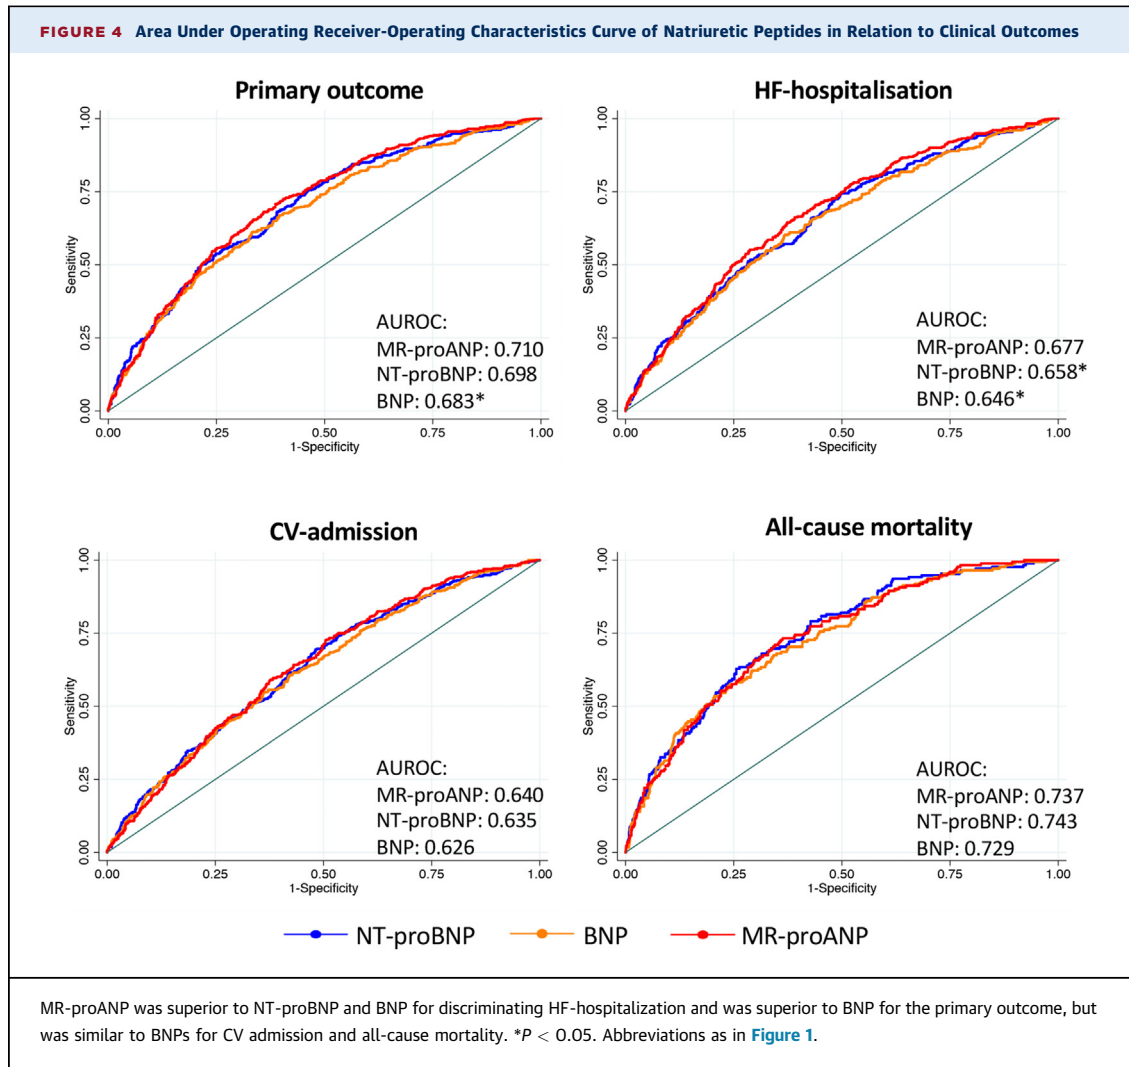 FIGURE 4 Area Under Operating Receiver-Operating Characteristics Curve of Natriuretic Peptides in Relation to Clinical Outcomes
Primary outcome
Sensitivity
1.00
0.75
0.50
0.25
0.00
0.00 0.25 0.50 0.75 1.00
1-Specificity
AUROC:
MR-proANP: 0.710
NT-proBNP: 0.698
BNP: 0.683*
HF-hospitalisation
Sensitivity
1.00
0.75
0.50
0.25
0.00
0.00 0.25 0.50 0.75 1.00
1-Specificity
AUROC:
MR-proANP: 0.677
NT-proBNP: 0.658*
BNP: 0.646*
CV-admission
Sensitivity
1.00
0.75
0.50
0.25
0.00
0.00 0.25 0.50 0.75 1.00
1-Specificity
AUROC:
MR-proANP: 0.640
NT-proBNP: 0.635
BNP: 0.626
All-cause mortality
Sensitivity
1.00
0.75
0.50
0.25
0.00
0.00 0.25 0.50 0.75 1.00
1-Specificity
AUROC:
MR-proANP: 0.737
NT-proBNP: 0.743
BNP: 0.729
NT-proBNP BNP MR-proANP
MR-proANP was superior to NT-proBNP and BNP for discriminating HF-hospitalization and was superior to BNP for the primary outcome, but
was similar to BNPs for CV admission and all-cause mortality. *P < 0.05. Abbreviations as in Figure 1.